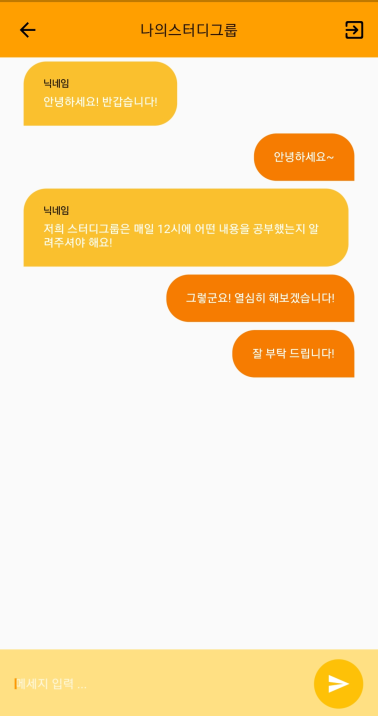 나의스터디그룹
닉네임
안녕하세요! 반갑습니다!
안녕하세요~
닉네임
저희 스터디그룹은 매일 12시에 어떤 내용을 공부했는지 알
려주셔야 해요!
그렇군요! 열심히 해보겠습니다!
잘 부탁 드립니다!
메세지 입력...